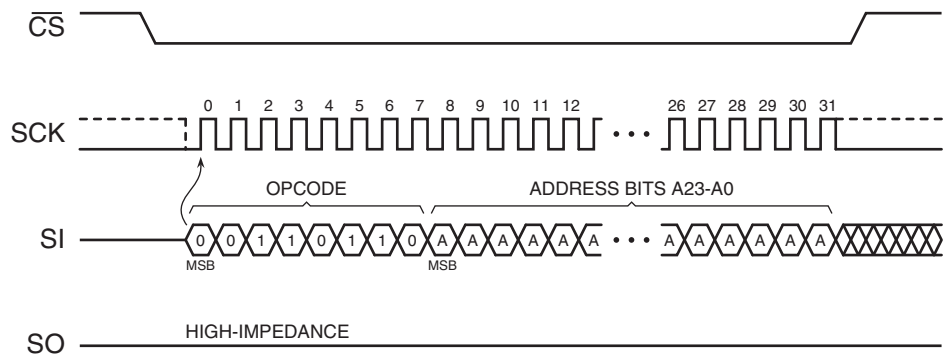 CS
0 1 2 3 4 5 6 7 8 9 10 11 12 26 27 28 29 30 31
SCK
OPCODE ADDRESS BITS A23-A0
SI 0 0 1 1 0 1 1 0 A A A A A A A A A A A A
MSB MSB
HIGH-IMPEDANCE
SO